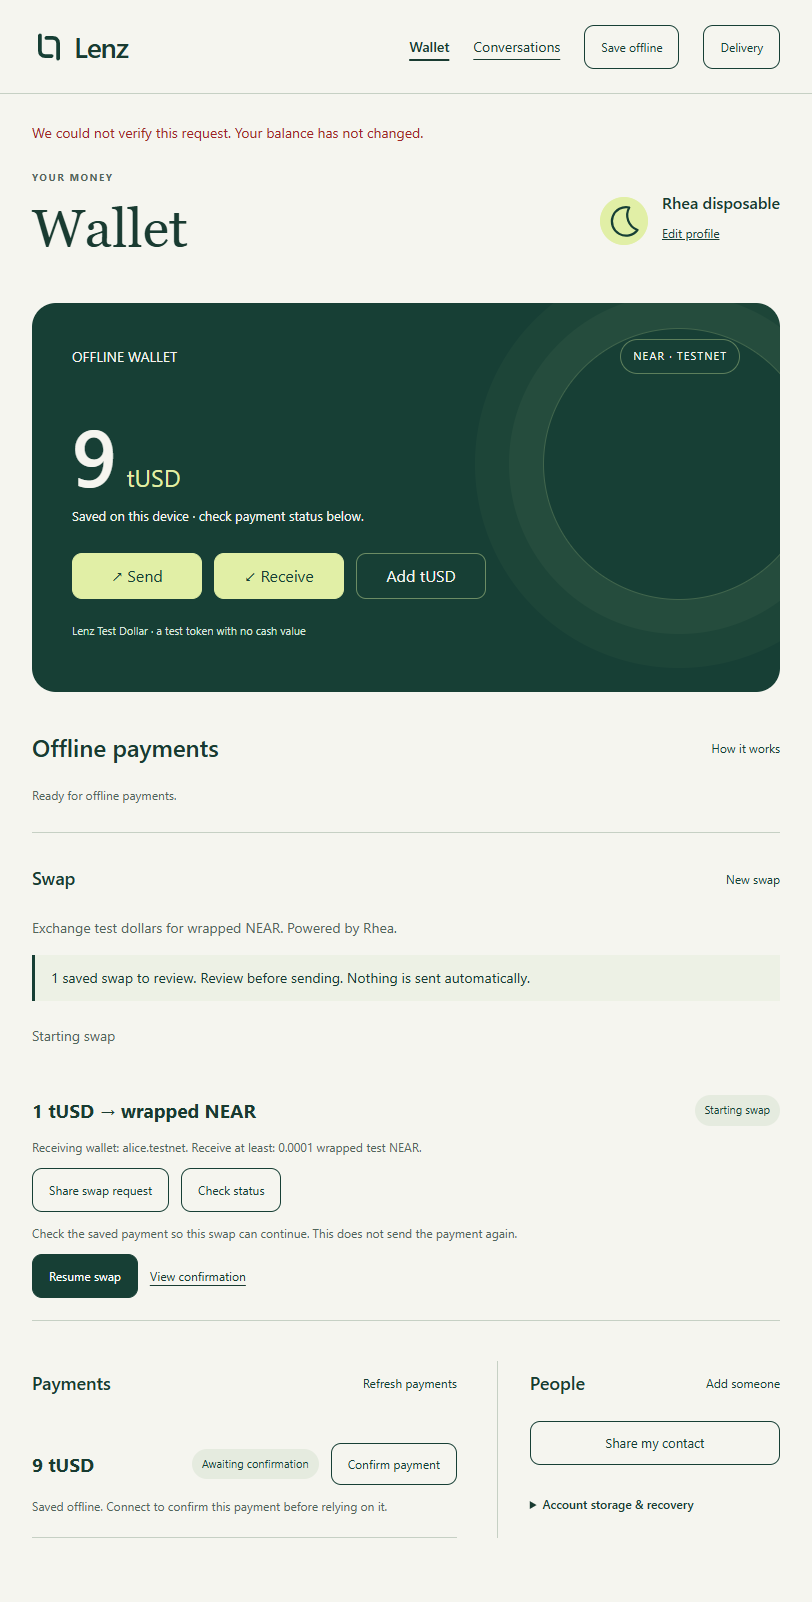 Lenz
Wallet
Conversations
Save offline
Delivery
We could not verify this request. Your balance has not changed.
YOUR MONEY
Wallet
Rhea disposable
Edit profile
OFFLINE WALLET
NEAR · TESTNET
9 tUSD
Saved on this device · check payment status below.
↗ Send
↙ Receive
Add tUSD
Lenz Test Dollar · a test token with no cash value
Offline payments
How it works
Ready for offline payments.
Swap
New swap
Exchange test dollars for wrapped NEAR. Powered by Rhea.
1 saved swap to review. Review before sending. Nothing is sent automatically.
Starting swap
1 tUSD → wrapped NEAR
Starting swap
Receiving wallet: alice.testnet. Receive at least: 0.0001 wrapped test NEAR.
Share swap request
Check status
Check the saved payment so this swap can continue. This does not send the payment again.
Resume swap
View confirmation
Payments
Refresh payments
9 tUSD
Awaiting confirmation
Confirm payment
Saved offline. Connect to confirm this payment before relying on it.
People
Add someone
Share my contact
▶ Account storage & recovery